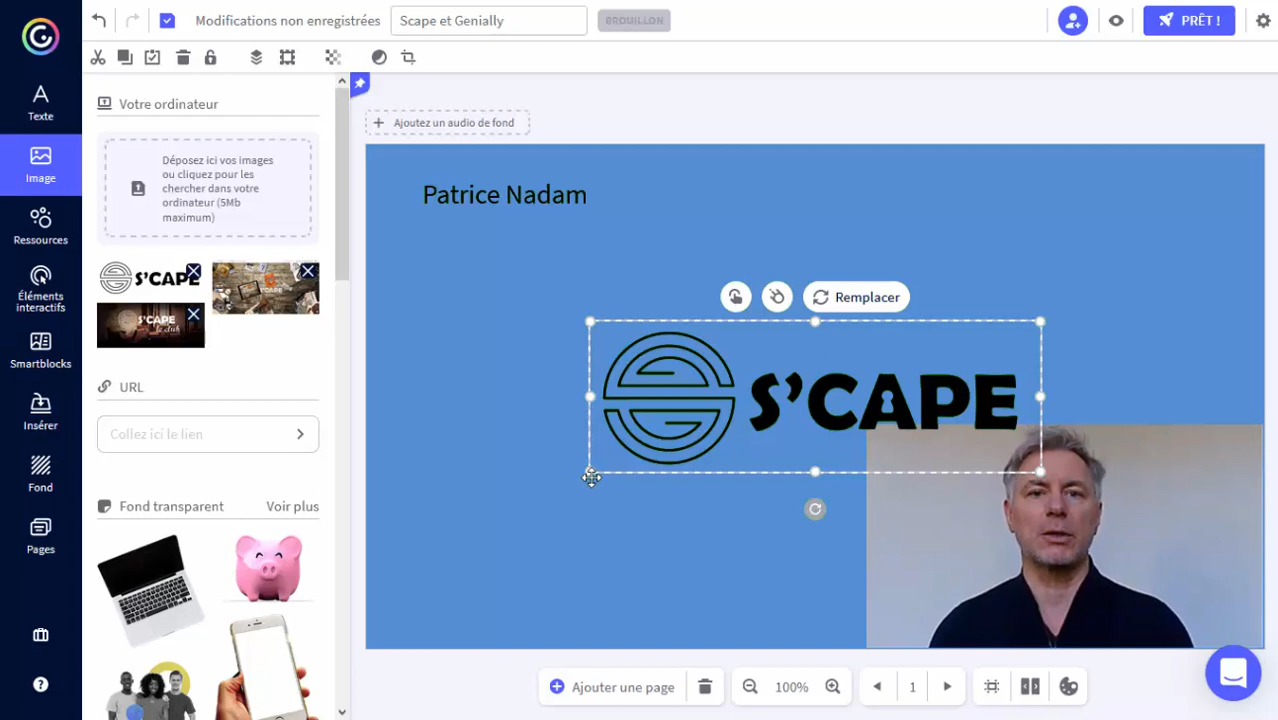 Modifications non enregistrées
Scape et Genially
BROUILLON
PRÊT !
Texte
Image
Ressources
Éléments
interactifs
Smartblocks
Insérer
Fond
Pages
Votre ordinateur
Déposez ici vos images
ou cliquez pour les
chercher dans votre
ordinateur (5Mb
maximum)
S'CAPE
S'CAPE
le club
URL
Collez ici le lien
Fond transparent
Voir plus
Ajoutez un audio de fond
Patrice Nadam
Remplacer
S'CAPE
Ajouter une page
100%
1